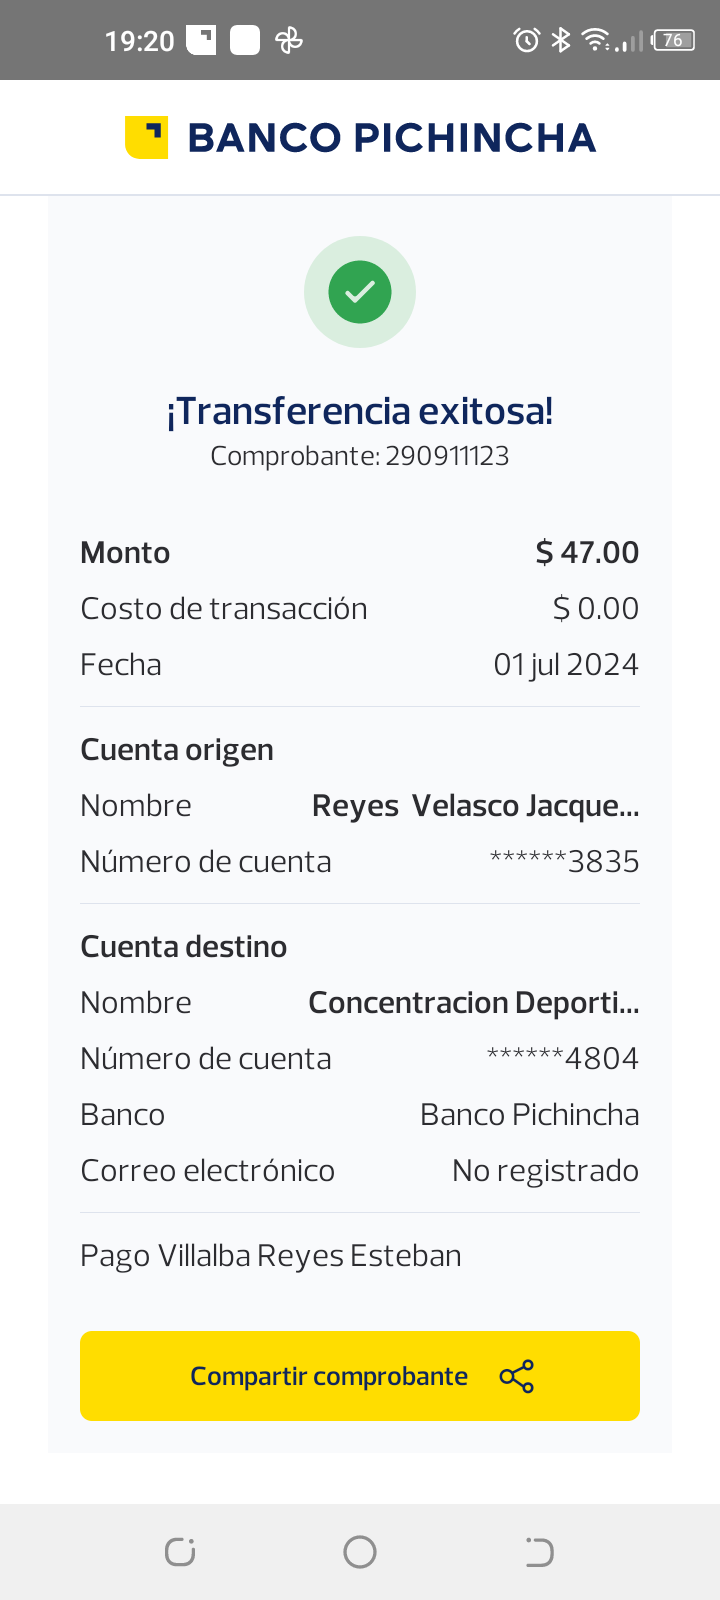 19:20
76
BANCO PICHINCHA
¡Transferencia exitosa!
Comprobante: 290911123
Monto $ 47.00
Costo de transacción $ 0.00
Fecha 01 jul 2024
Cuenta origen
Nombre Reyes  Velasco Jacque...
Número de cuenta ******3835
Cuenta destino
Nombre Concentracion Deporti...
Número de cuenta ******4804
Banco Banco Pichincha
Correo electrónico No registrado
Pago Villalba Reyes Esteban
Compartir comprobante